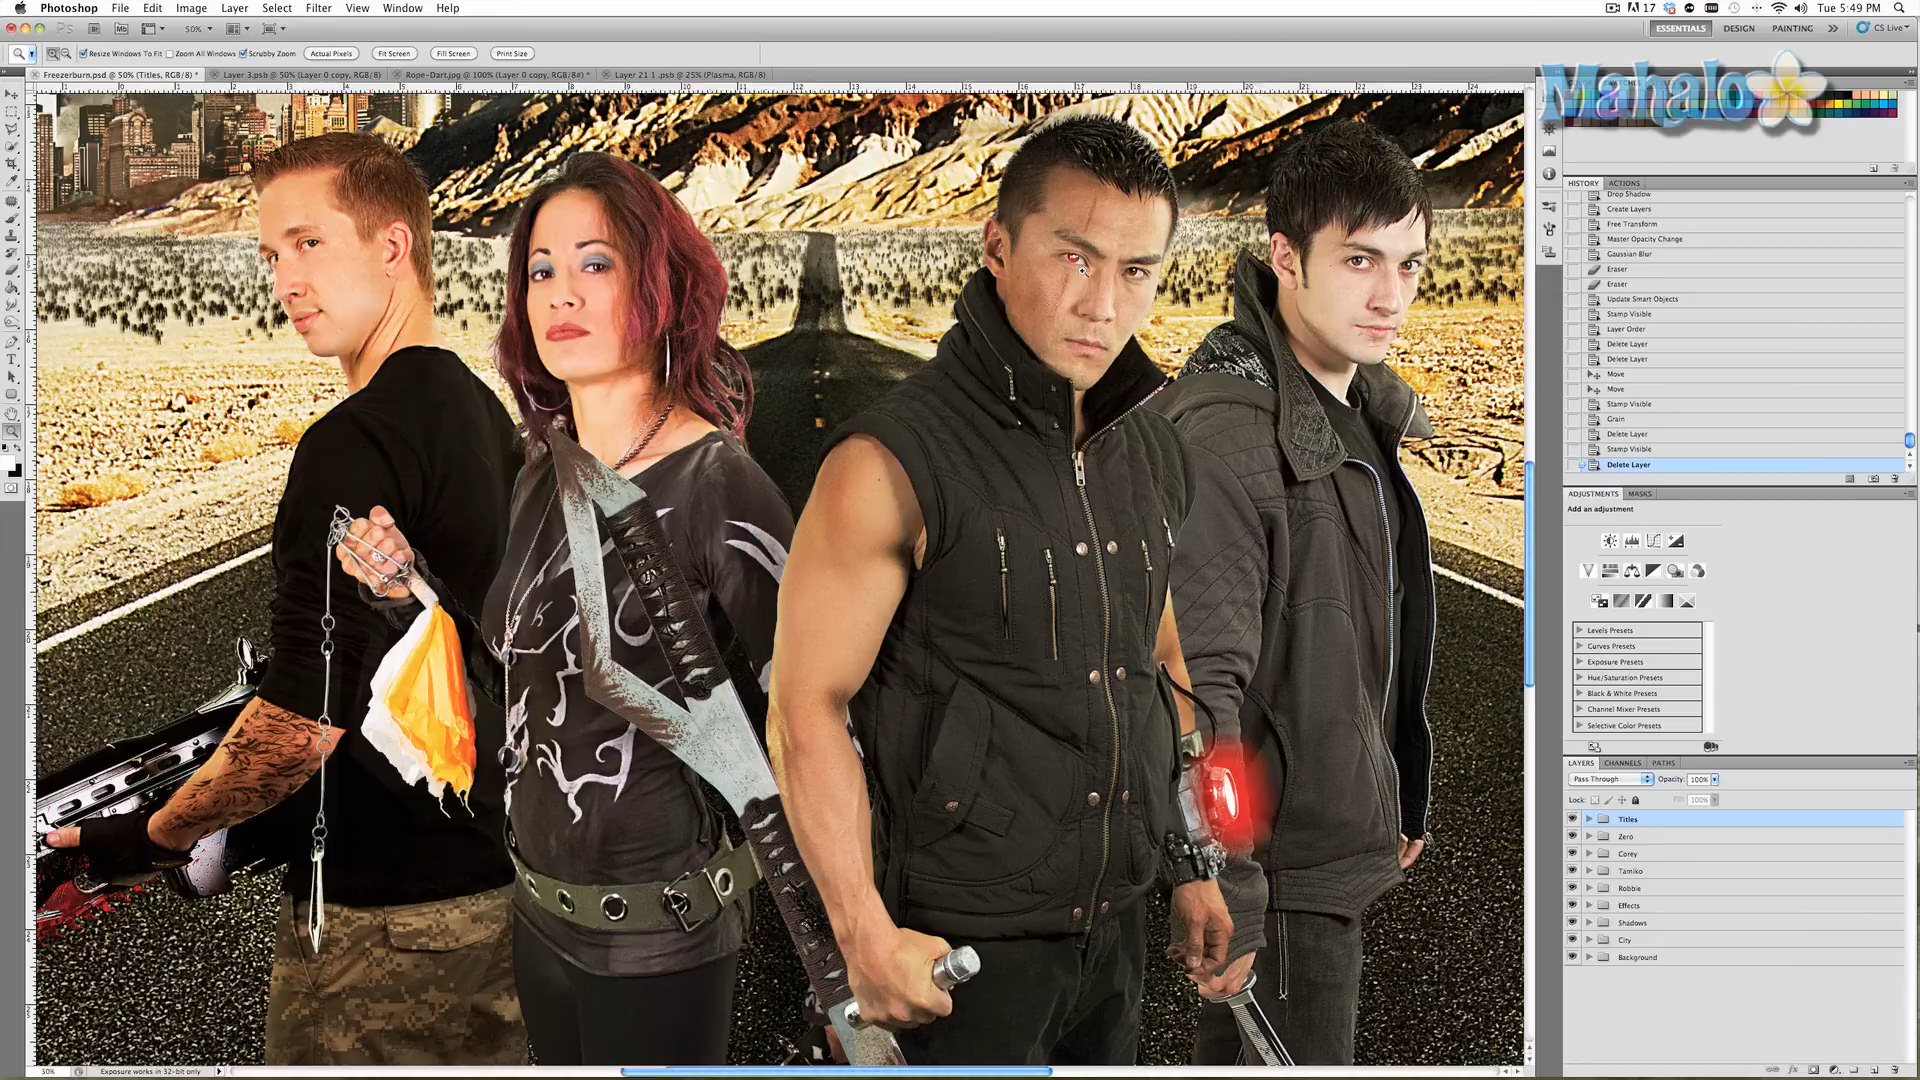 Photoshop File Edit Image Layer Select Filter View Window Help
17 Tue 5:49 PM
Ps Br Mb 50% ESSENTIALS DESIGN PAINTING CS Live
Resize Windows To Fit Zoom All Windows Scrubby Zoom Actual Pixels Fit Screen Fill Screen Print Size
Freezerburn.psd @ 50% (Titles, RGB/8) * Layer 3.psb @ 50% (Layer 0 copy, RGB/8) Rope-Dart.jpg @ 100% (Layer 0 copy, RGB/8#) * Layer 21 1 .psb @ 25% (Plasma, RGB/8)
Mahalo
HISTORY ACTIONS
Drop Shadow
Create Layers
Free Transform
Master Opacity Change
Gaussian Blur
Eraser
Eraser
Update Smart Objects
Stamp Visible
Layer Order
Delete Layer
Delete Layer
Move
Move
Stamp Visible
Grain
Delete Layer
Stamp Visible
Delete Layer
ADJUSTMENTS MASKS
Add an adjustment
Levels Presets
Curves Presets
Exposure Presets
Hue/Saturation Presets
Black & White Presets
Channel Mixer Presets
Selective Color Presets
LAYERS CHANNELS PATHS
Pass Through Opacity: 100%
Lock: Fill: 100%
Titles
Zero
Corey
Tamiko
Robbie
Effects
Shadows
City
Background
50% Exposure works in 32-bit only